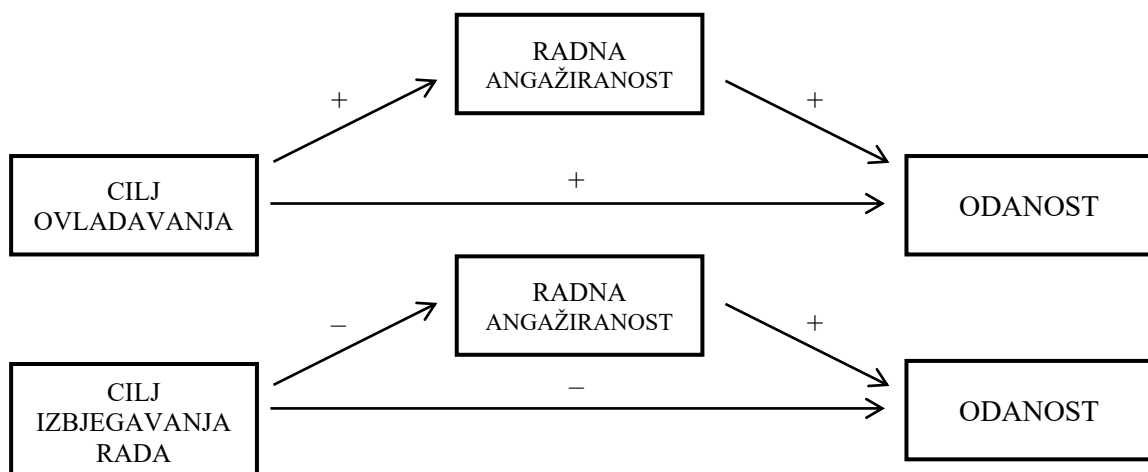 RADNA
ANGAŽIRANOST
+
+
CILJ
OVLADAVANJA
+
ODANOST
RADNA
ANGAŽIRANOST
–
+
CILJ
IZBJEGAVANJA
RADA
–
ODANOST